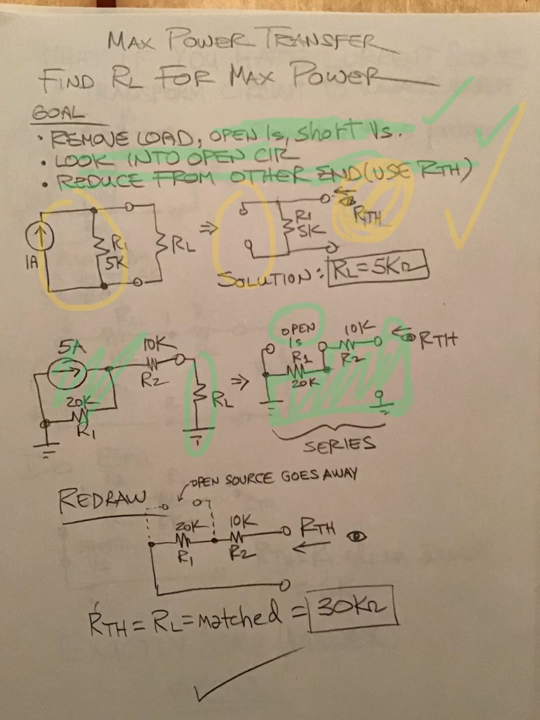 MAX POWER TRANSFER
FIND RL FOR MAX POWER
GOAL
• REMOVE LOAD, OPEN Is, short Vs.
• LOOK INTO OPEN CIR
• REDUCE FROM OTHER END (USE RTH)
1A
R1
5K
RL
⇒
R1
5K
RTH
SOLUTION: RL=5KΩ
5A
10K
R2
20K
R1
RL
⇒
OPEN
Is
R1
20K
10K
R2
RTH
SERIES
REDRAW
OPEN SOURCE GOES AWAY
20K
R1
10K
R2
RTH
RTH = RL = matched = 30KΩ